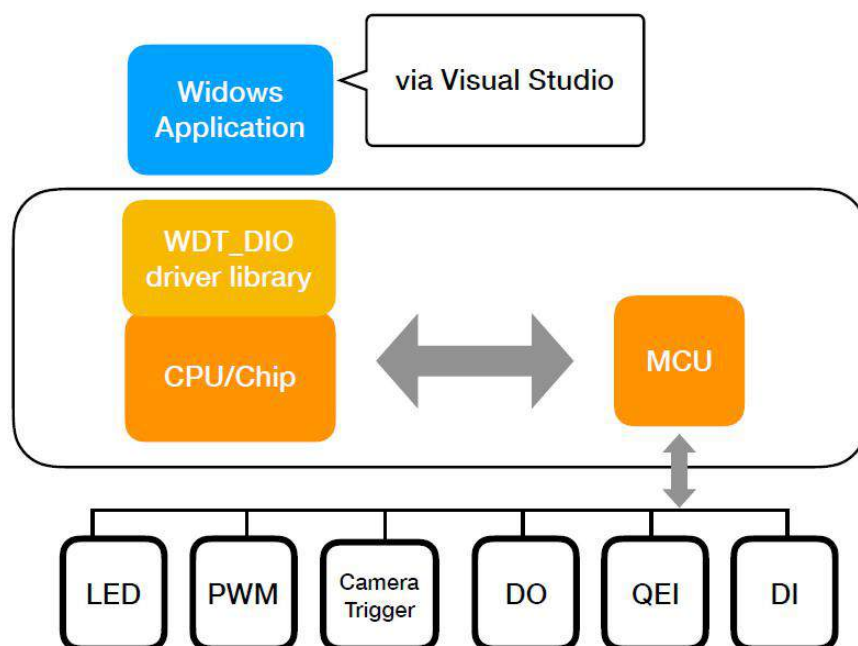 Widows
Application
via Visual Studio
WDT_DIO
driver library
CPU/Chip
MCU
LED
PWM
Camera
Trigger
DO
QEI
DI